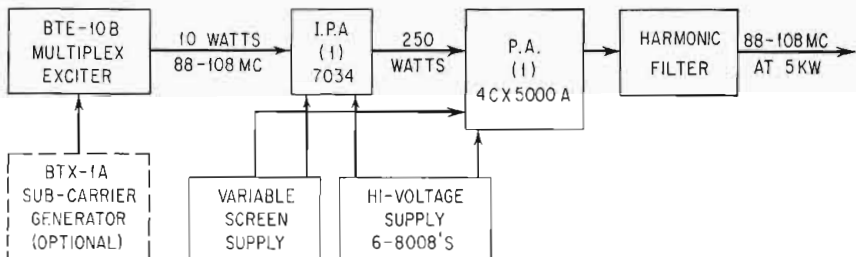 BTE-10B
MULTIPLEX
EXCITER
10 WATTS
88-108 MC
I.P.A
(1)
7034
250
WATTS
P.A.
(1)
4CX5000A
HARMONIC
FILTER
88-108 MC
AT 5 KW
BTX-1A
SUB-CARRIER
GENERATOR
(OPTIONAL)
VARIABLE
SCREEN
SUPPLY
HI-VOLTAGE
SUPPLY
6-8008'S